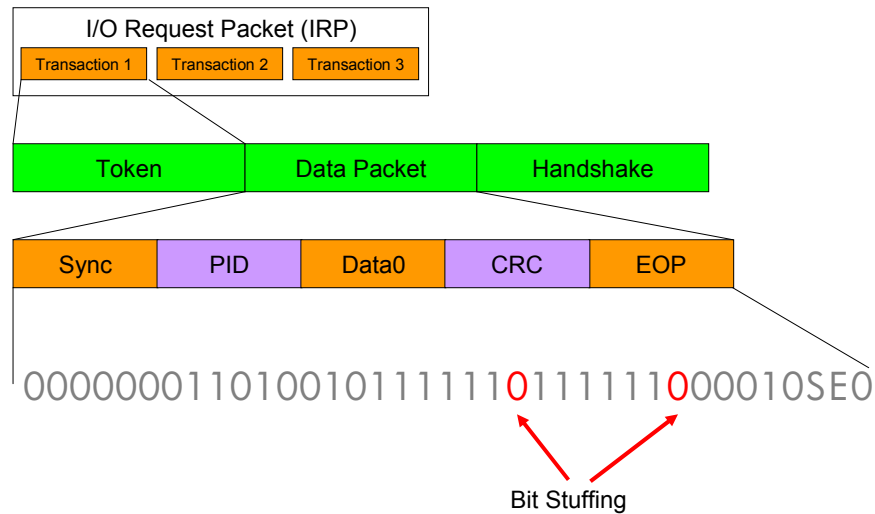 I/O Request Packet (IRP)
Transaction 1 Transaction 2 Transaction 3
Token Data Packet Handshake
Sync PID Data0 CRC EOP
0000000110100101111110111111000010SE0
Bit Stuffing